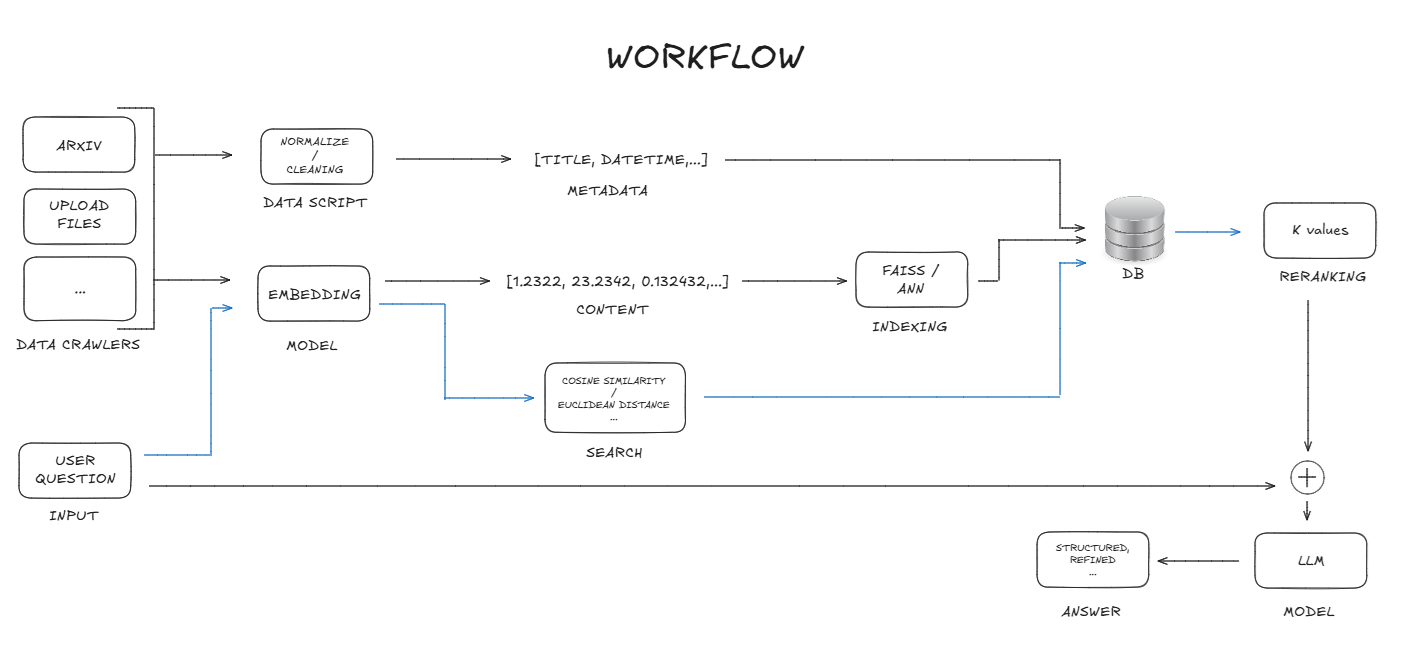 WORKFLOW
ARXIV
UPLOAD
FILES
...
DATA CRAWLERS
NORMALIZE
/
CLEANING
DATA SCRIPT
[TITLE, DATETIME,...]
METADATA
EMBEDDING
MODEL
[1.2322, 23.2342, 0.132432,...]
CONTENT
FAISS /
ANN
INDEXING
DB
K values
RERANKING
COSINE SIMILARITY
/
EUCLIDEAN DISTANCE
...
SEARCH
USER
QUESTION
INPUT
STRUCTURED,
REFINED
...
ANSWER
LLM
MODEL